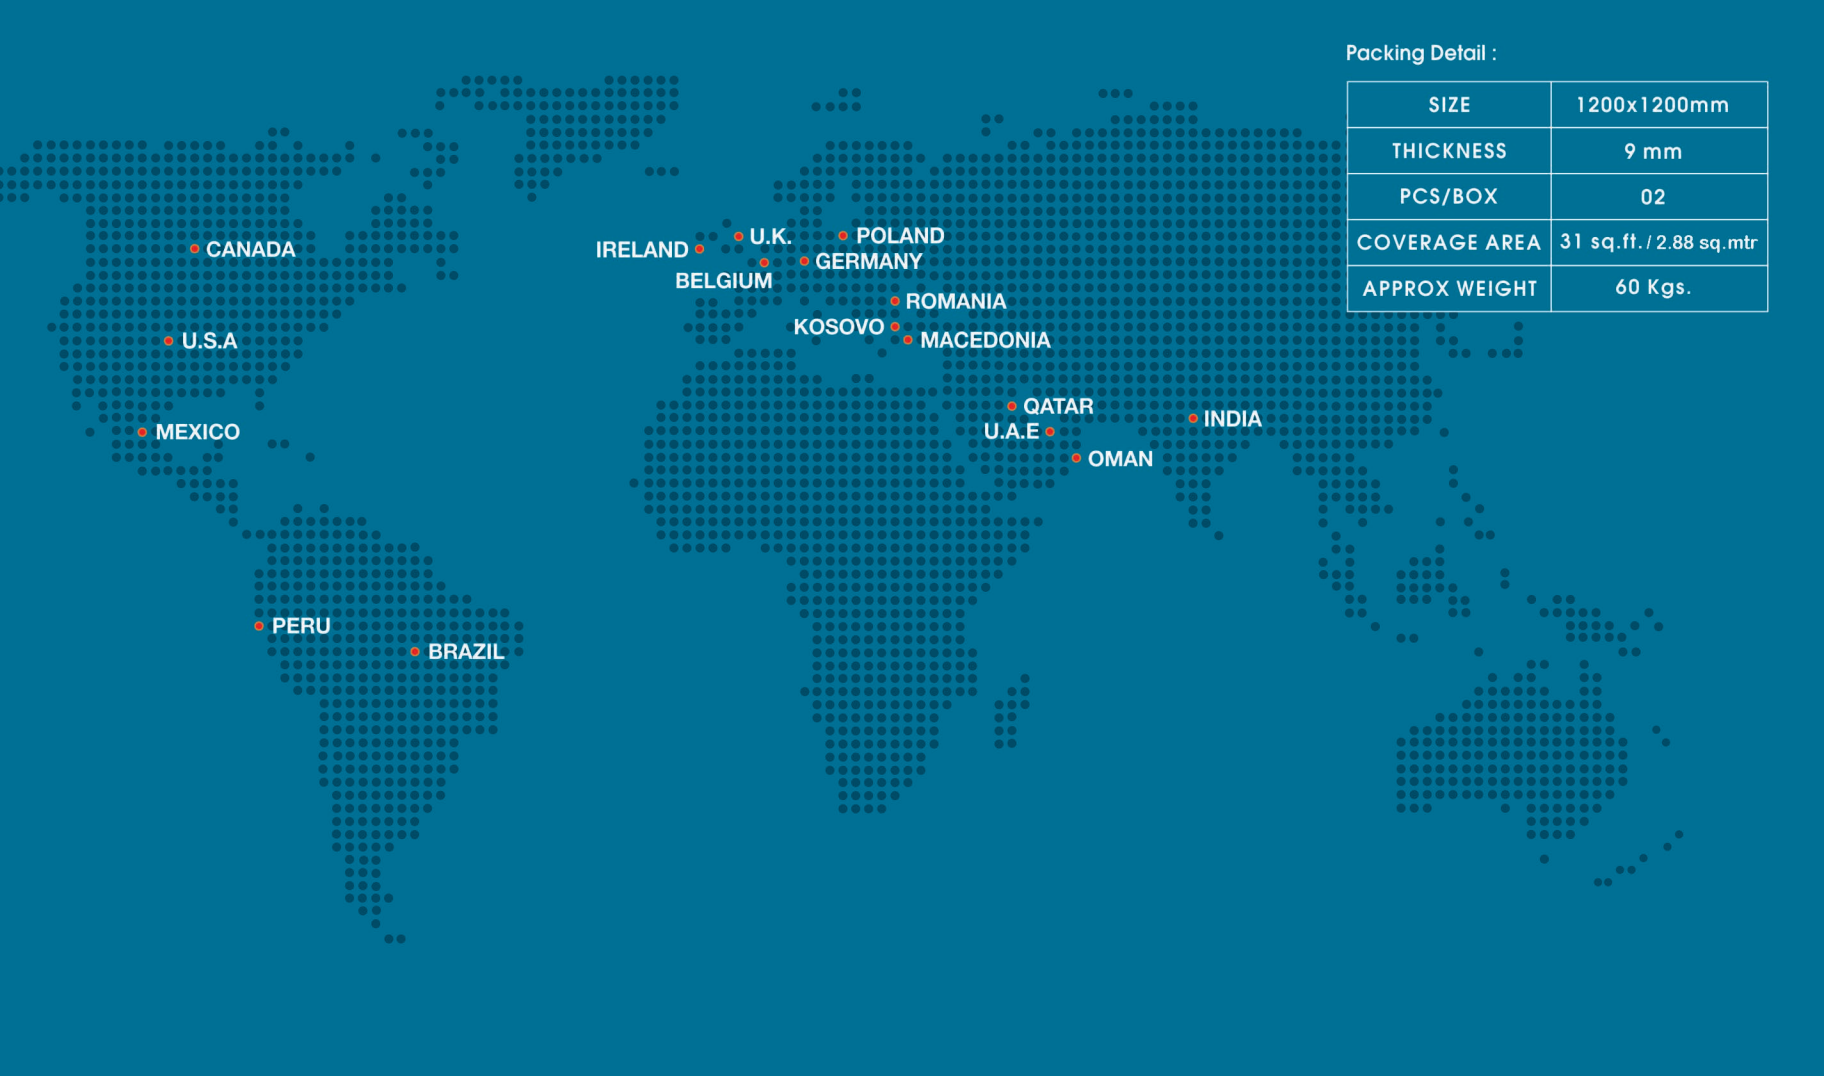 Packing Detail :
SIZE 1200x1200mm
THICKNESS 9 mm
PCS/BOX 02
COVERAGE AREA 31 sq.ft. / 2.88 sq.mtr
APPROX WEIGHT 60 Kgs.
CANADA
U.S.A
MEXICO
PERU
BRAZIL
IRELAND
U.K.
POLAND
BELGIUM
GERMANY
ROMANIA
KOSOVO
MACEDONIA
QATAR
U.A.E
OMAN
INDIA